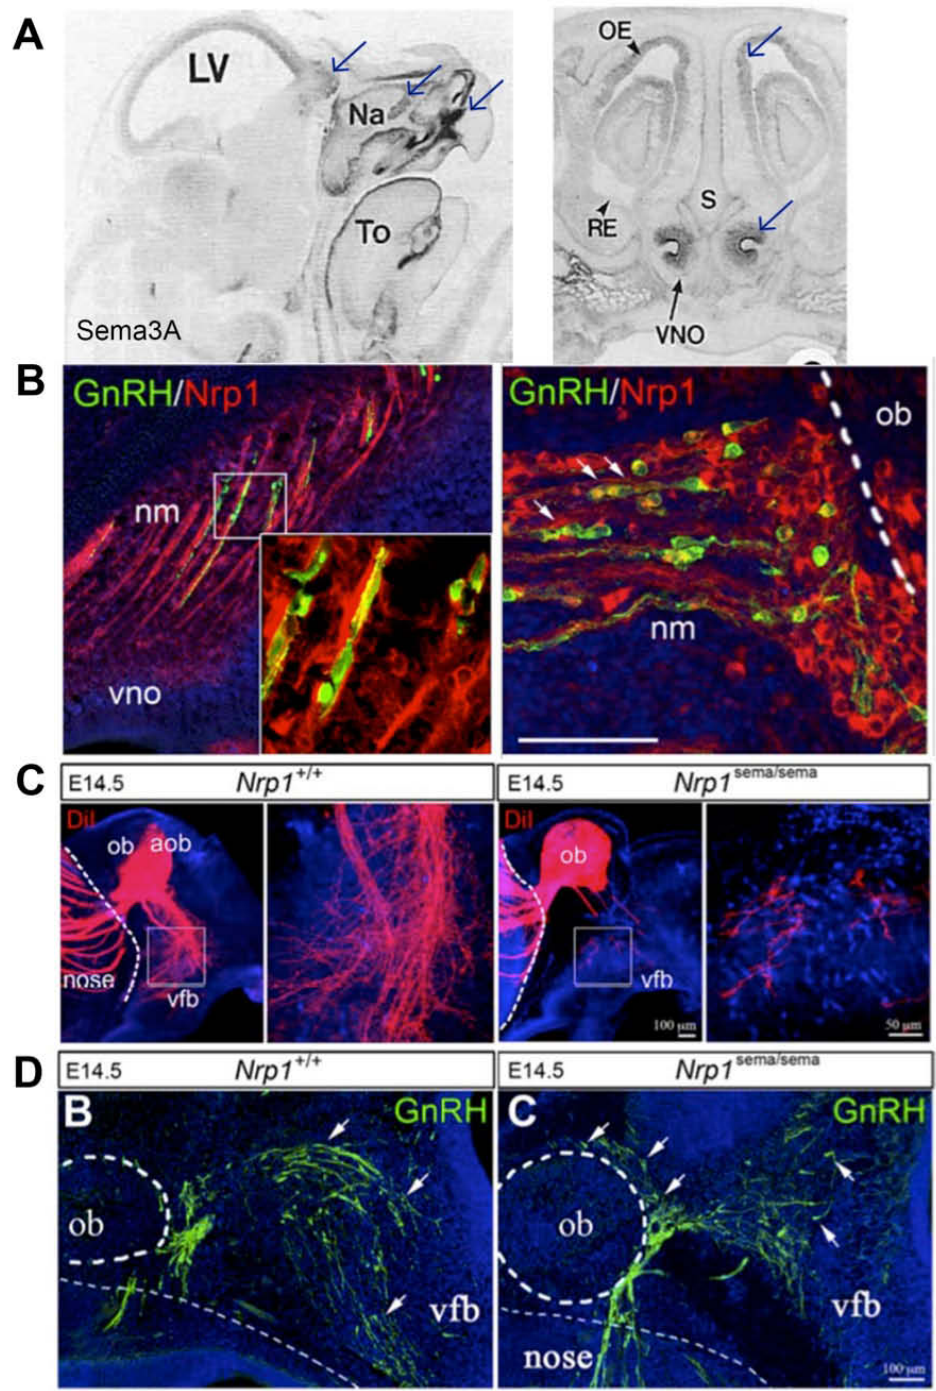 A
LV
Na
To
Sema3A
OE
S
RE
VNO
B
GnRH/Nrp1
nm
vno
GnRH/Nrp1
ob
nm
C
E14.5 Nrp1+/+
E14.5 Nrp1sema/sema
DiI
ob aob
nose
vfb
DiI
ob
vfb
100 µm
50 µm
D
E14.5 Nrp1+/+
E14.5 Nrp1sema/sema
B
GnRH
ob
vfb
C
GnRH
ob
vfb
nose
100 µm